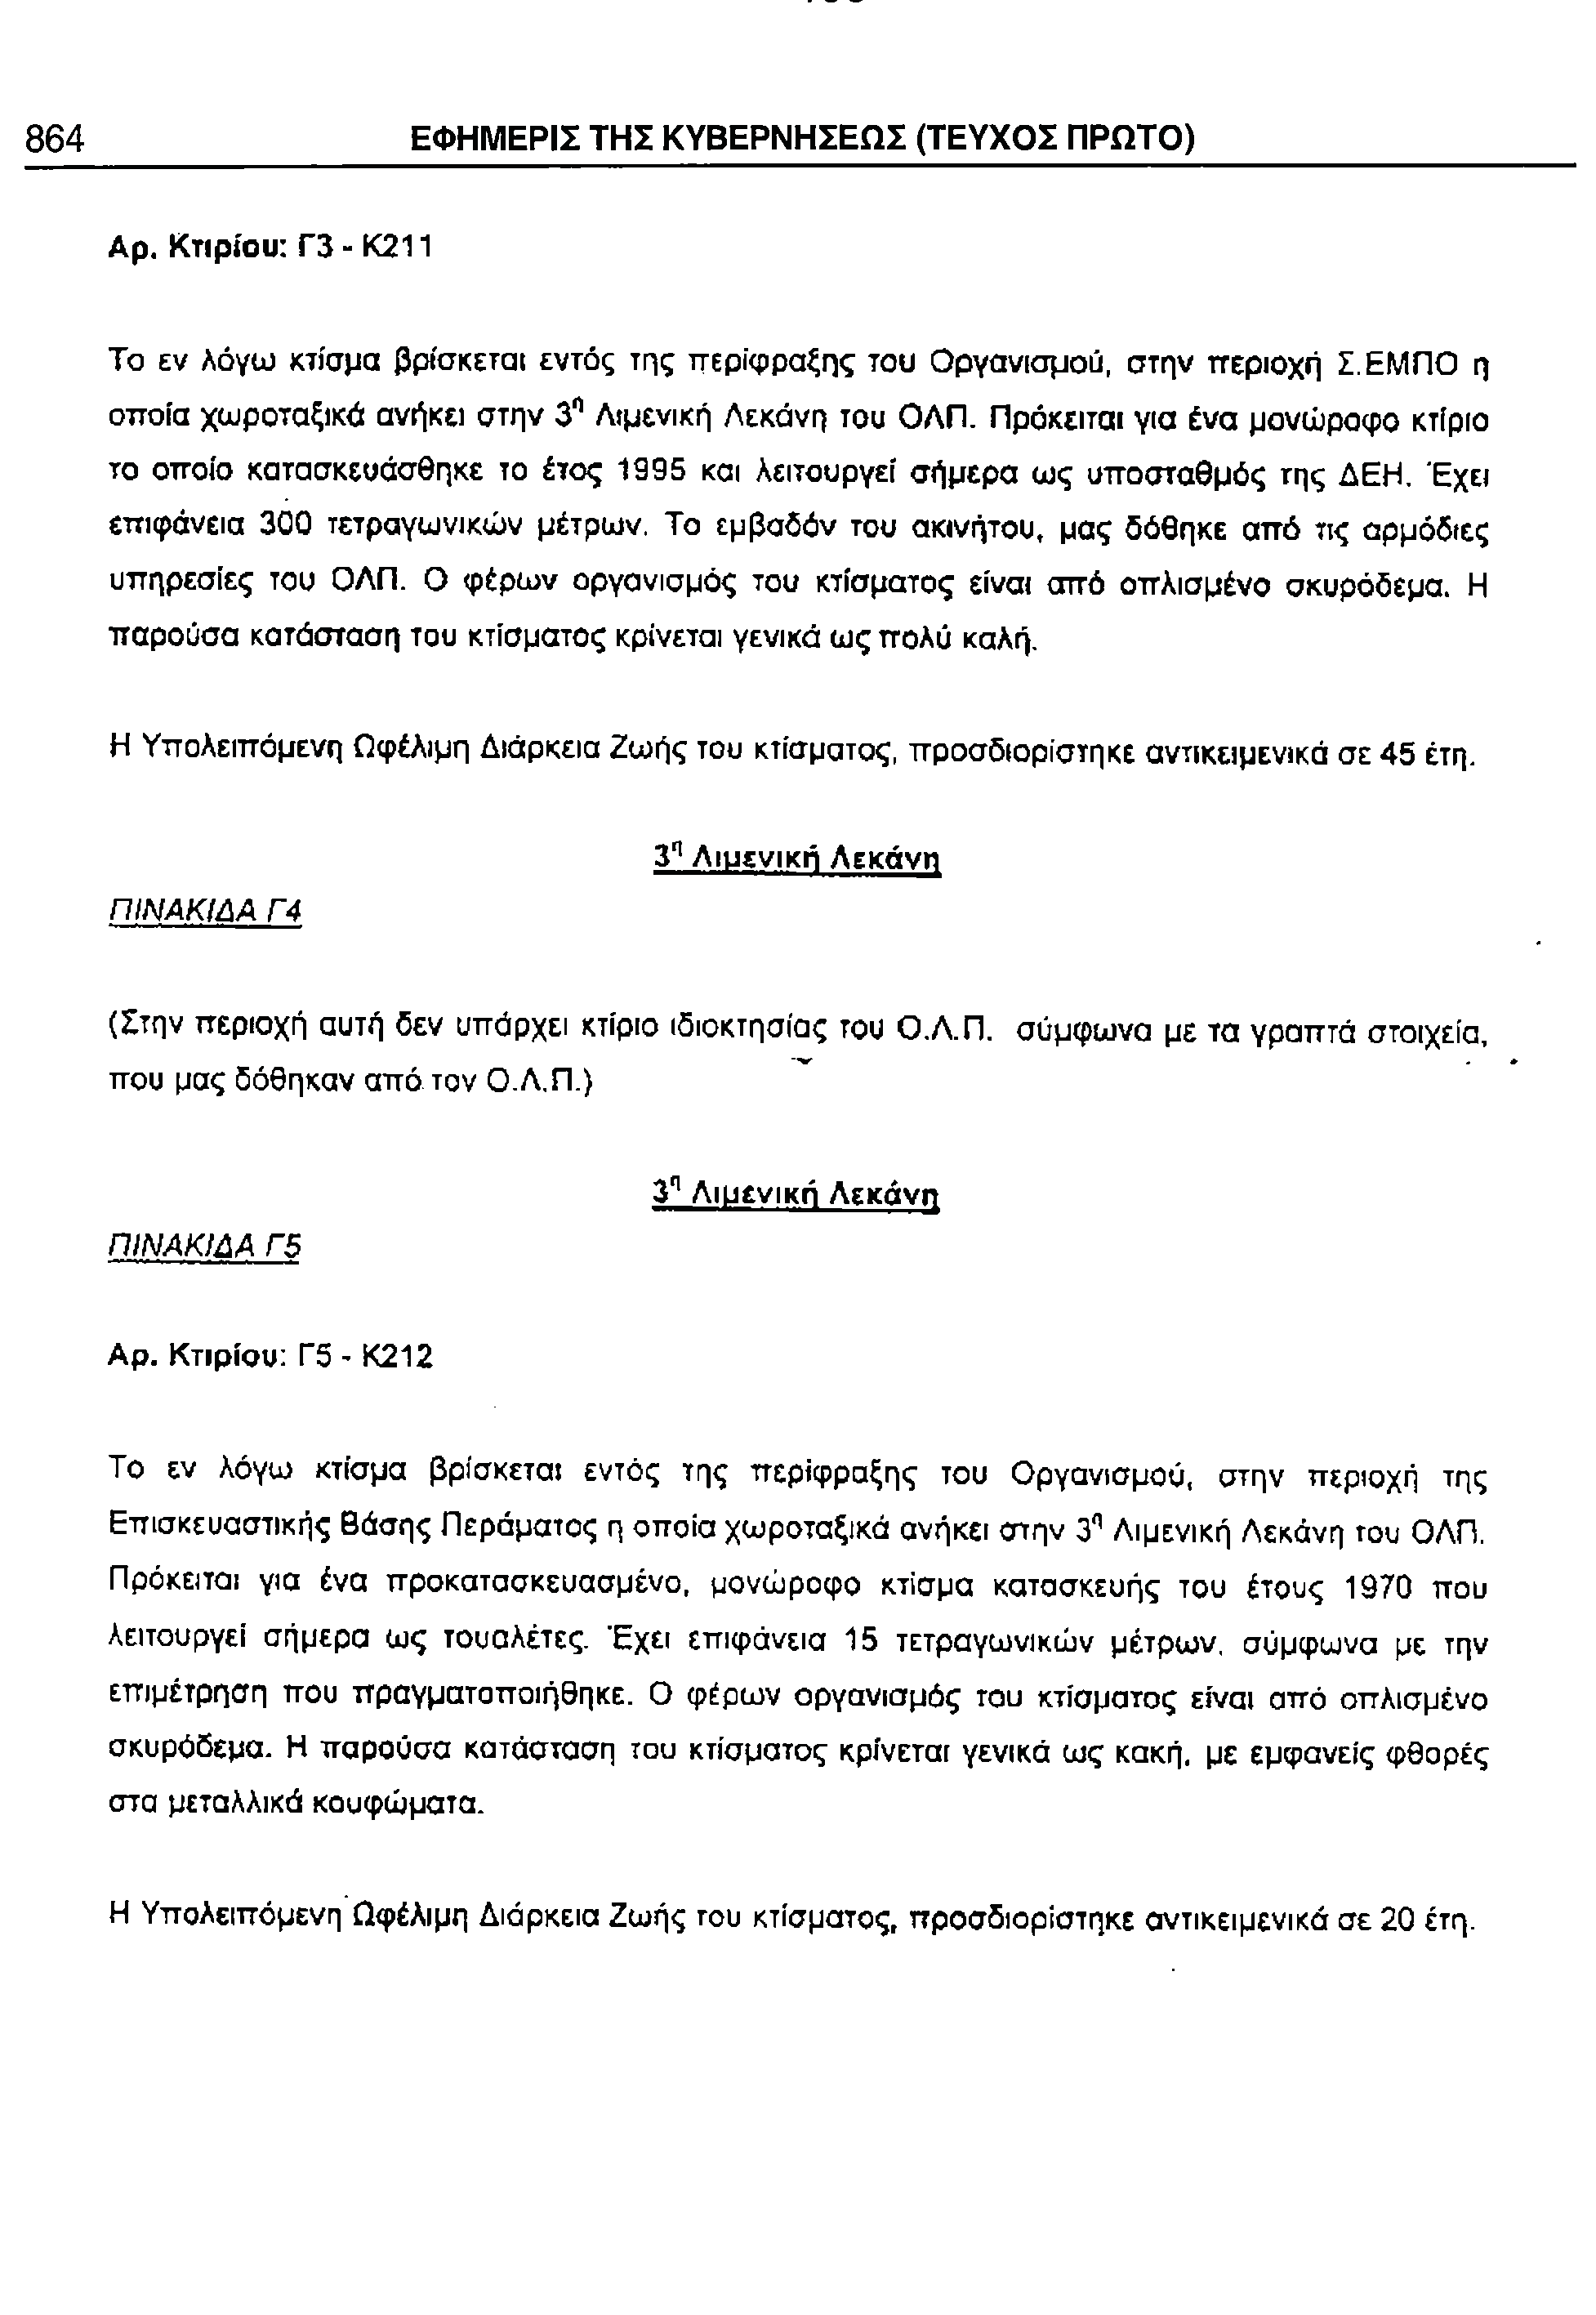 864 ΕΦΗΜΕΡΙΣ ΤΗΣ ΚΥΒΕΡΝΗΣΕΩΣ (ΤΕΥΧΟΣ ΠΡΩΤΟ)
Αρ. Κτιρίου: Γ3 - Κ211
Το εν λόγω κτίσμα βρίσκεται εντός της περίφραξης του Οργανισμού, στην περιοχή Σ.ΕΜΠΟ η
οποία χωροταξικά ανήκει στην 3η Λιμενική Λεκάνη του ΟΛΠ. Πρόκειται για ένα μονώροφο κτίριο
το οποίο κατασκευάσθηκε το έτος 1995 και λειτουργεί σήμερα ως υποσταθμός της ΔΕΗ. Έχει
επιφάνεια 300 τετραγωνικών μέτρων. Το εμβαδόν του ακινήτου, μας δόθηκε από τις αρμόδιες
υπηρεσίες του ΟΛΠ. Ο φέρων οργανισμός του κτίσματος είναι από οπλισμένο σκυρόδεμα. Η
παρούσα κατάσταση του κτίσματος κρίνεται γενικά ως πολύ καλή.
Η Υπολειπόμενη Ωφέλιμη Διάρκεια Ζωής του κτίσματος, προσδιορίστηκε αντικειμενικά σε 45 έτη.
3η Λιμενική Λεκάνη
ΠΙΝΑΚΙΔΑ Γ4
(Στην περιοχή αυτή δεν υπάρχει κτίριο ιδιοκτησίας του Ο.Λ.Π. σύμφωνα με τα γραπτά στοιχεία,
που μας δόθηκαν από τον Ο.Λ.Π.)
3η Λιμενική Λεκάνη
ΠΙΝΑΚΙΔΑ Γ5
Αρ. Κτιρίου: Γ5 - Κ212
Το εν λόγω κτίσμα βρίσκεται εντός της περίφραξης του Οργανισμού, στην περιοχή της
Επισκευαστικής Βάσης Περάματος η οποία χωροταξικά ανήκει στην 3η Λιμενική Λεκάνη του ΟΛΠ.
Πρόκειται για ένα προκατασκευασμένο, μονώροφο κτίσμα κατασκευής του έτους 1970 που
λειτουργεί σήμερα ως τουαλέτες. Έχει επιφάνεια 15 τετραγωνικών μέτρων, σύμφωνα με την
επιμέτρηση που πραγματοποιήθηκε. Ο φέρων οργανισμός του κτίσματος είναι από οπλισμένο
σκυρόδεμα. Η παρούσα κατάσταση του κτίσματος κρίνεται γενικά ως κακή, με εμφανείς φθορές
στα μεταλλικά κουφώματα.
Η Υπολειπόμενη Ωφέλιμη Διάρκεια Ζωής του κτίσματος, προσδιορίστηκε αντικειμενικά σε 20 έτη.